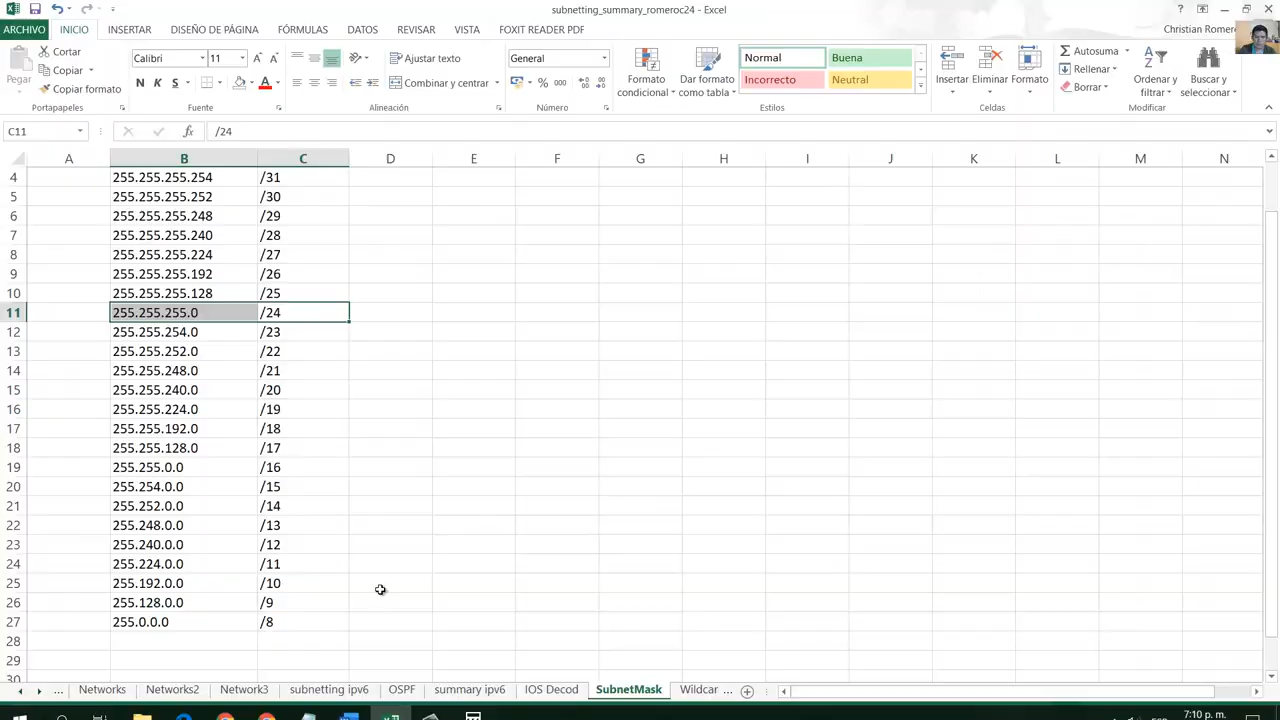 subnetting_summary_romeroc24 - Excel
ARCHIVO INICIO INSERTAR DISEÑO DE PÁGINA FÓRMULAS DATOS REVISAR VISTA FOXIT READER PDF
Christian Romero
Pegar
Cortar
Copiar
Copiar formato
Portapapeles
Calibri 11
N K S
Fuente
Ajustar texto
Combinar y centrar
Alineación
General
% 000
Número
Formato condicional
Dar formato como tabla
Normal Buena
Incorrecto Neutral
Estilos
Insertar Eliminar Formato
Celdas
Autosuma
Rellenar
Borrar
Ordenar y filtrar
Buscar y seleccionar
Modificar
C11 fx /24
A B C D E F G H I J K L M N
4 255.255.255.254 /31
5 255.255.255.252 /30
6 255.255.255.248 /29
7 255.255.255.240 /28
8 255.255.255.224 /27
9 255.255.255.192 /26
10 255.255.255.128 /25
11 255.255.255.0 /24
12 255.255.254.0 /23
13 255.255.252.0 /22
14 255.255.248.0 /21
15 255.255.240.0 /20
16 255.255.224.0 /19
17 255.255.192.0 /18
18 255.255.128.0 /17
19 255.255.0.0 /16
20 255.254.0.0 /15
21 255.252.0.0 /14
22 255.248.0.0 /13
23 255.240.0.0 /12
24 255.224.0.0 /11
25 255.192.0.0 /10
26 255.128.0.0 /9
27 255.0.0.0 /8
28
29
30
... Networks Networks2 Network3 subnetting ipv6 OSPF summary ipv6 IOS Decod SubnetMask Wildcar ...
7:10 p. m.